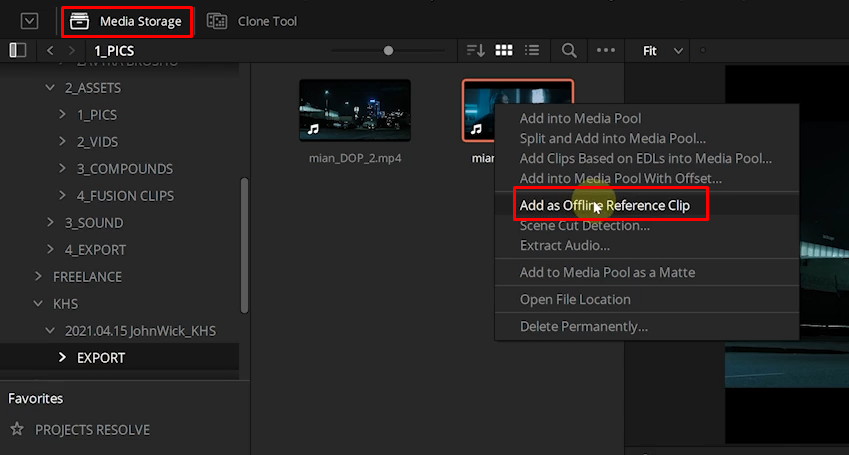 Media Storage
Clone Tool
1_PICS
Fit
2_ASSETS
1_PICS
2_VIDS
3_COMPOUNDS
4_FUSION CLIPS
3_SOUND
4_EXPORT
FREELANCE
KHS
2021.04.15 JohnWick_KHS
EXPORT
Favorites
PROJECTS RESOLVE
mian_DOP_2.mp4
Add into Media Pool
Split and Add into Media Pool...
Add Clips Based on EDLs into Media Pool...
Add into Media Pool With Offset...
Add as Offline Reference Clip
Scene Cut Detection...
Extract Audio...
Add to Media Pool as a Matte
Open File Location
Delete Permanently...